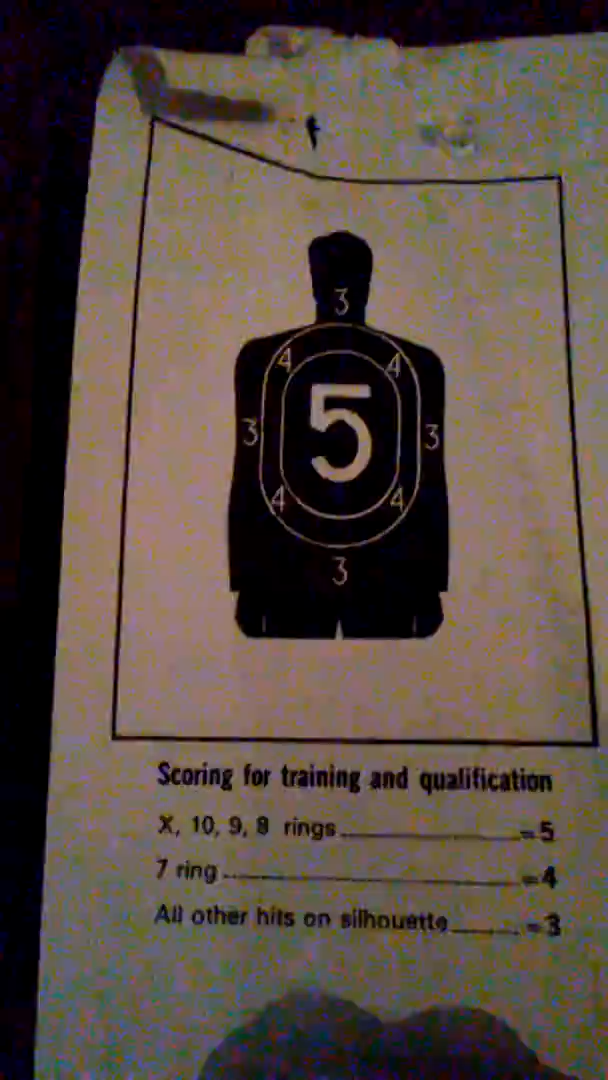 3
4 4
5
3 3
4 4
3
Scoring for training and qualification
X, 10, 9, 8 rings = 5
7 ring = 4
All other hits on silhouette = 3